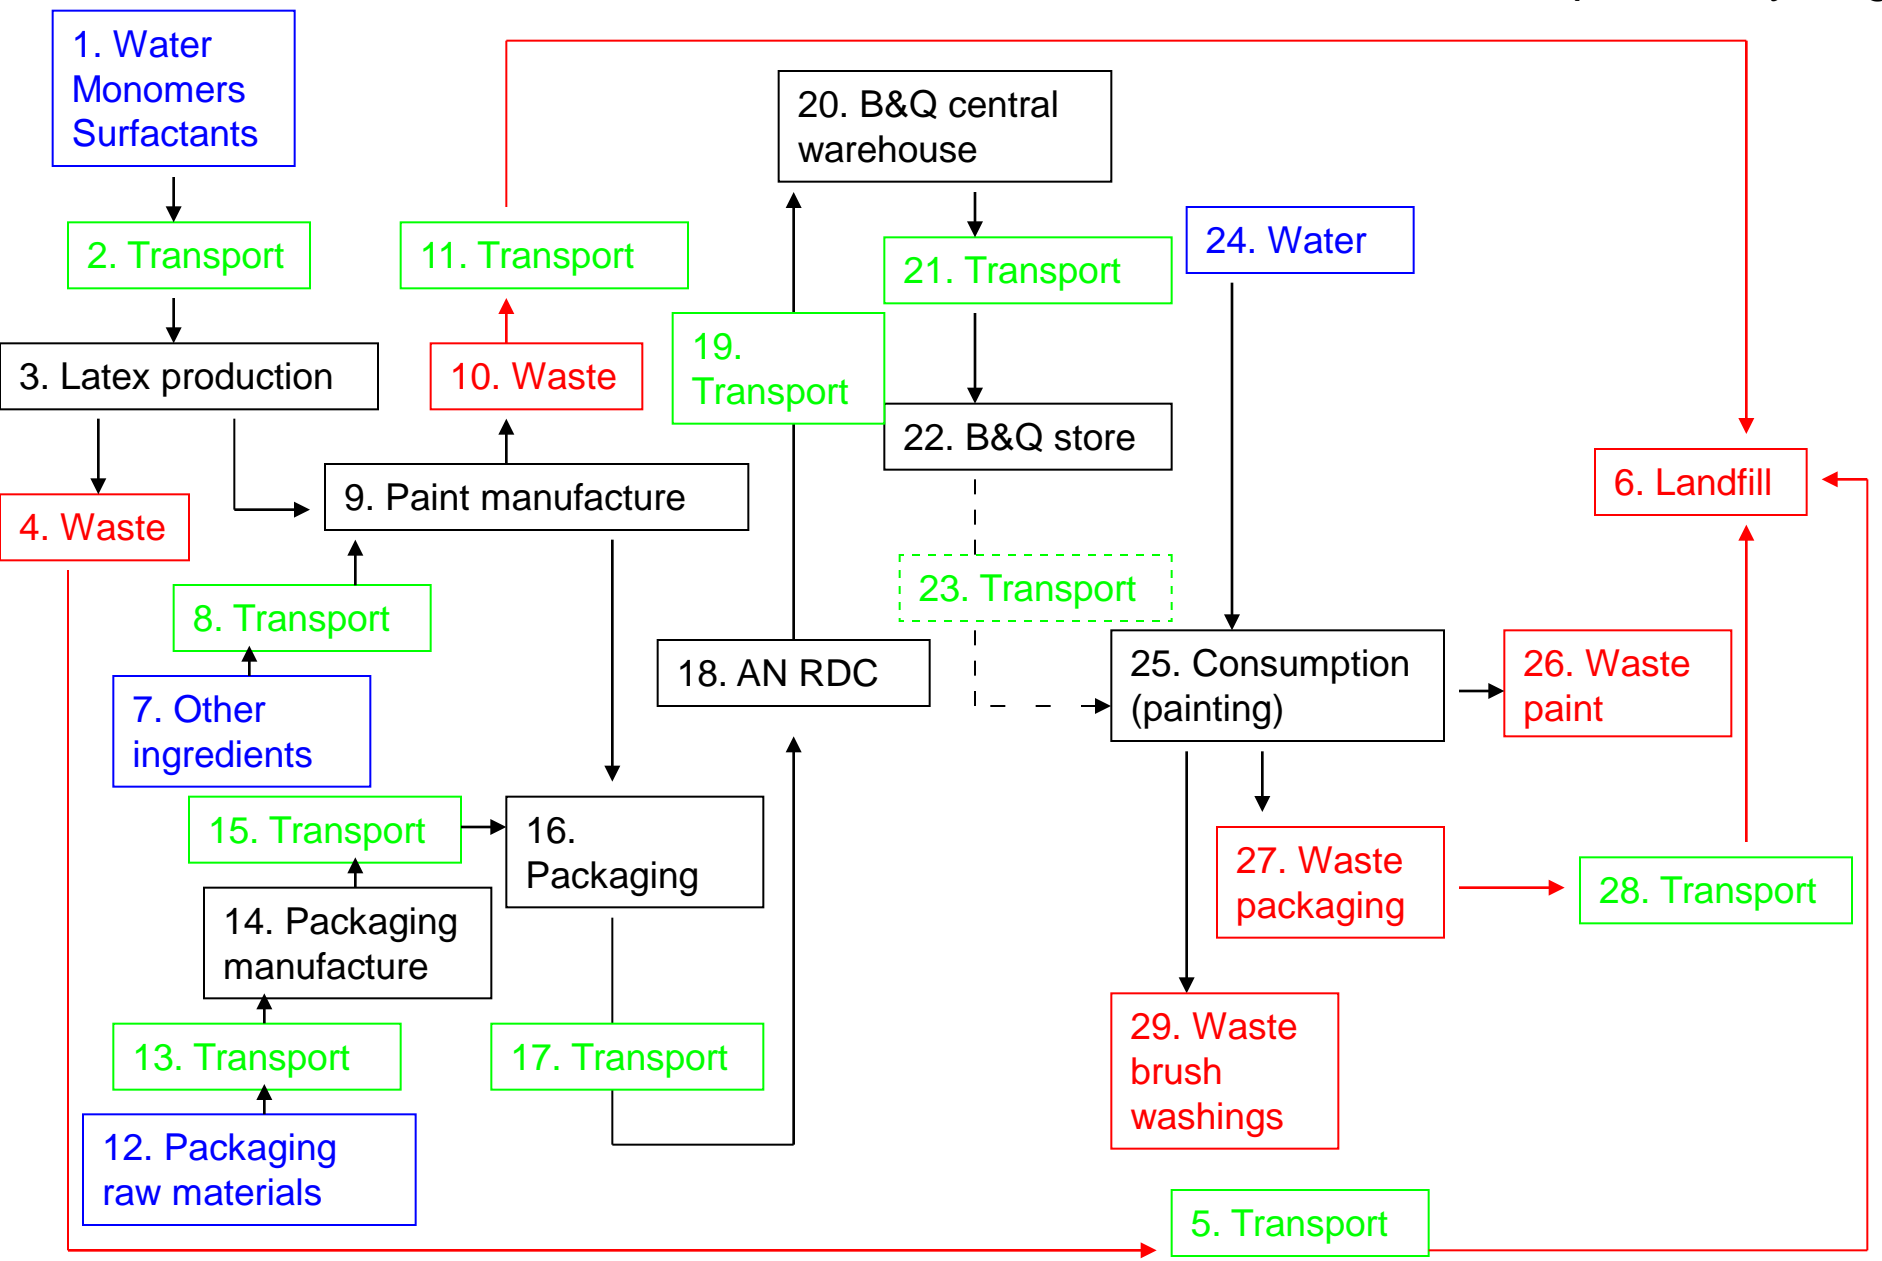 1. Water
Monomers
Surfactants
2. Transport
3. Latex production
4. Waste
11. Transport
10. Waste
9. Paint manufacture
8. Transport
7. Other
ingredients
15. Transport
14. Packaging
manufacture
13. Transport
12. Packaging
raw materials
16.
Packaging
17. Transport
18. AN RDC
19.
Transport
20. B&Q central
warehouse
21. Transport
22. B&Q store
23. Transport
24. Water
25. Consumption
(painting)
26. Waste
paint
27. Waste
packaging
28. Transport
29. Waste
brush
washings
5. Transport
6. Landfill